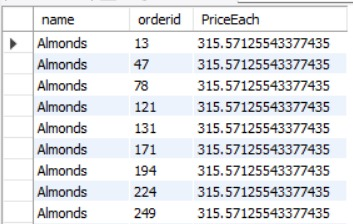 name orderid PriceEach
Almonds 13 315.57125543377435
Almonds 47 315.57125543377435
Almonds 78 315.57125543377435
Almonds 121 315.57125543377435
Almonds 131 315.57125543377435
Almonds 171 315.57125543377435
Almonds 194 315.57125543377435
Almonds 224 315.57125543377435
Almonds 249 315.57125543377435